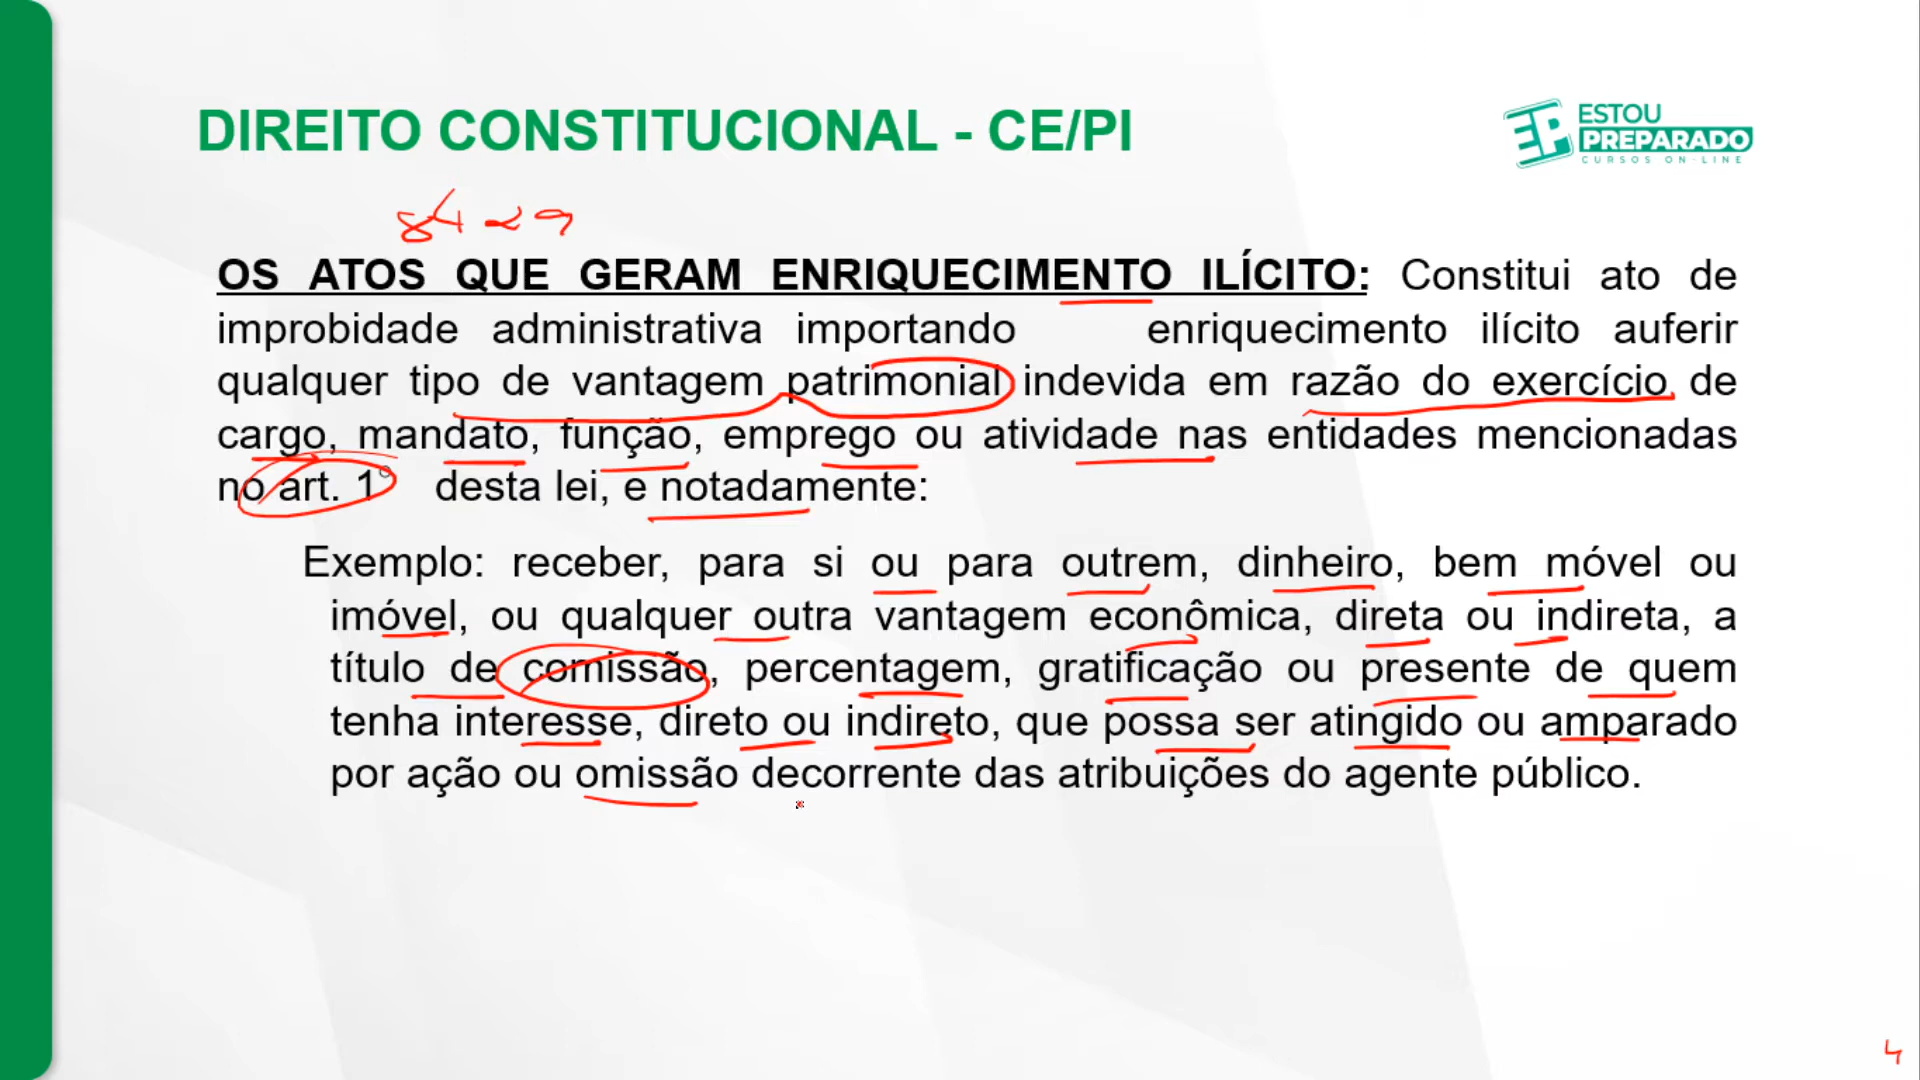 DIREITO CONSTITUCIONAL - CE/PI
ESTOU
PREPARADO
CURSOS ON-LINE
EP
8429
OS ATOS QUE GERAM ENRIQUECIMENTO ILÍCITO: Constitui ato de
improbidade administrativa importando enriquecimento ilícito auferir
qualquer tipo de vantagem patrimonial indevida em razão do exercício de
cargo, mandato, função, emprego ou atividade nas entidades mencionadas
no art. 1° desta lei, e notadamente:
Exemplo: receber, para si ou para outrem, dinheiro, bem móvel ou
imóvel, ou qualquer outra vantagem econômica, direta ou indireta, a
título de comissão, percentagem, gratificação ou presente de quem
tenha interesse, direto ou indireto, que possa ser atingido ou amparado
por ação ou omissão decorrente das atribuições do agente público.
4